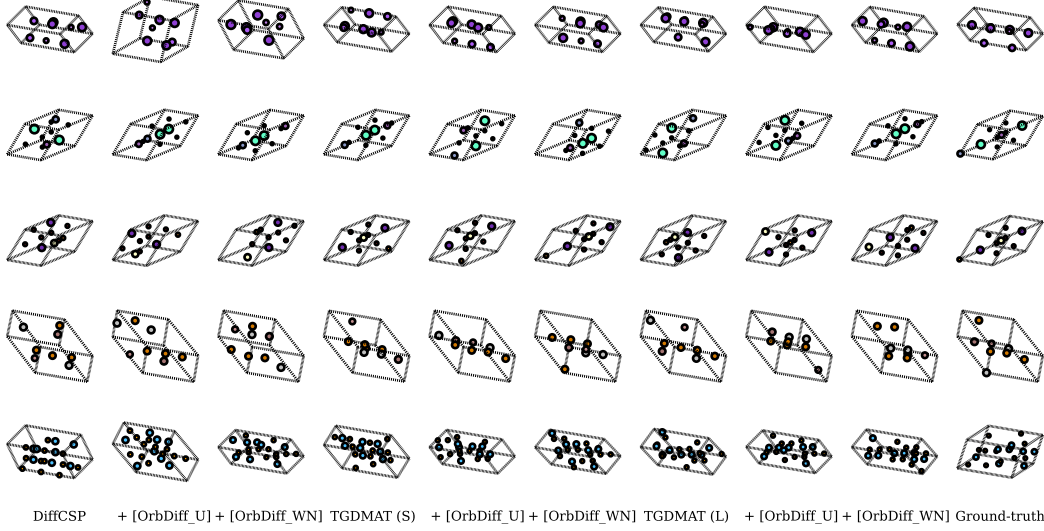 DiffCSP + [OrbDiff_U] + [OrbDiff_WN] TGDMAT (S) + [OrbDiff_U] + [OrbDiff_WN] TGDMAT (L) + [OrbDiff_U] + [OrbDiff_WN] Ground-truth